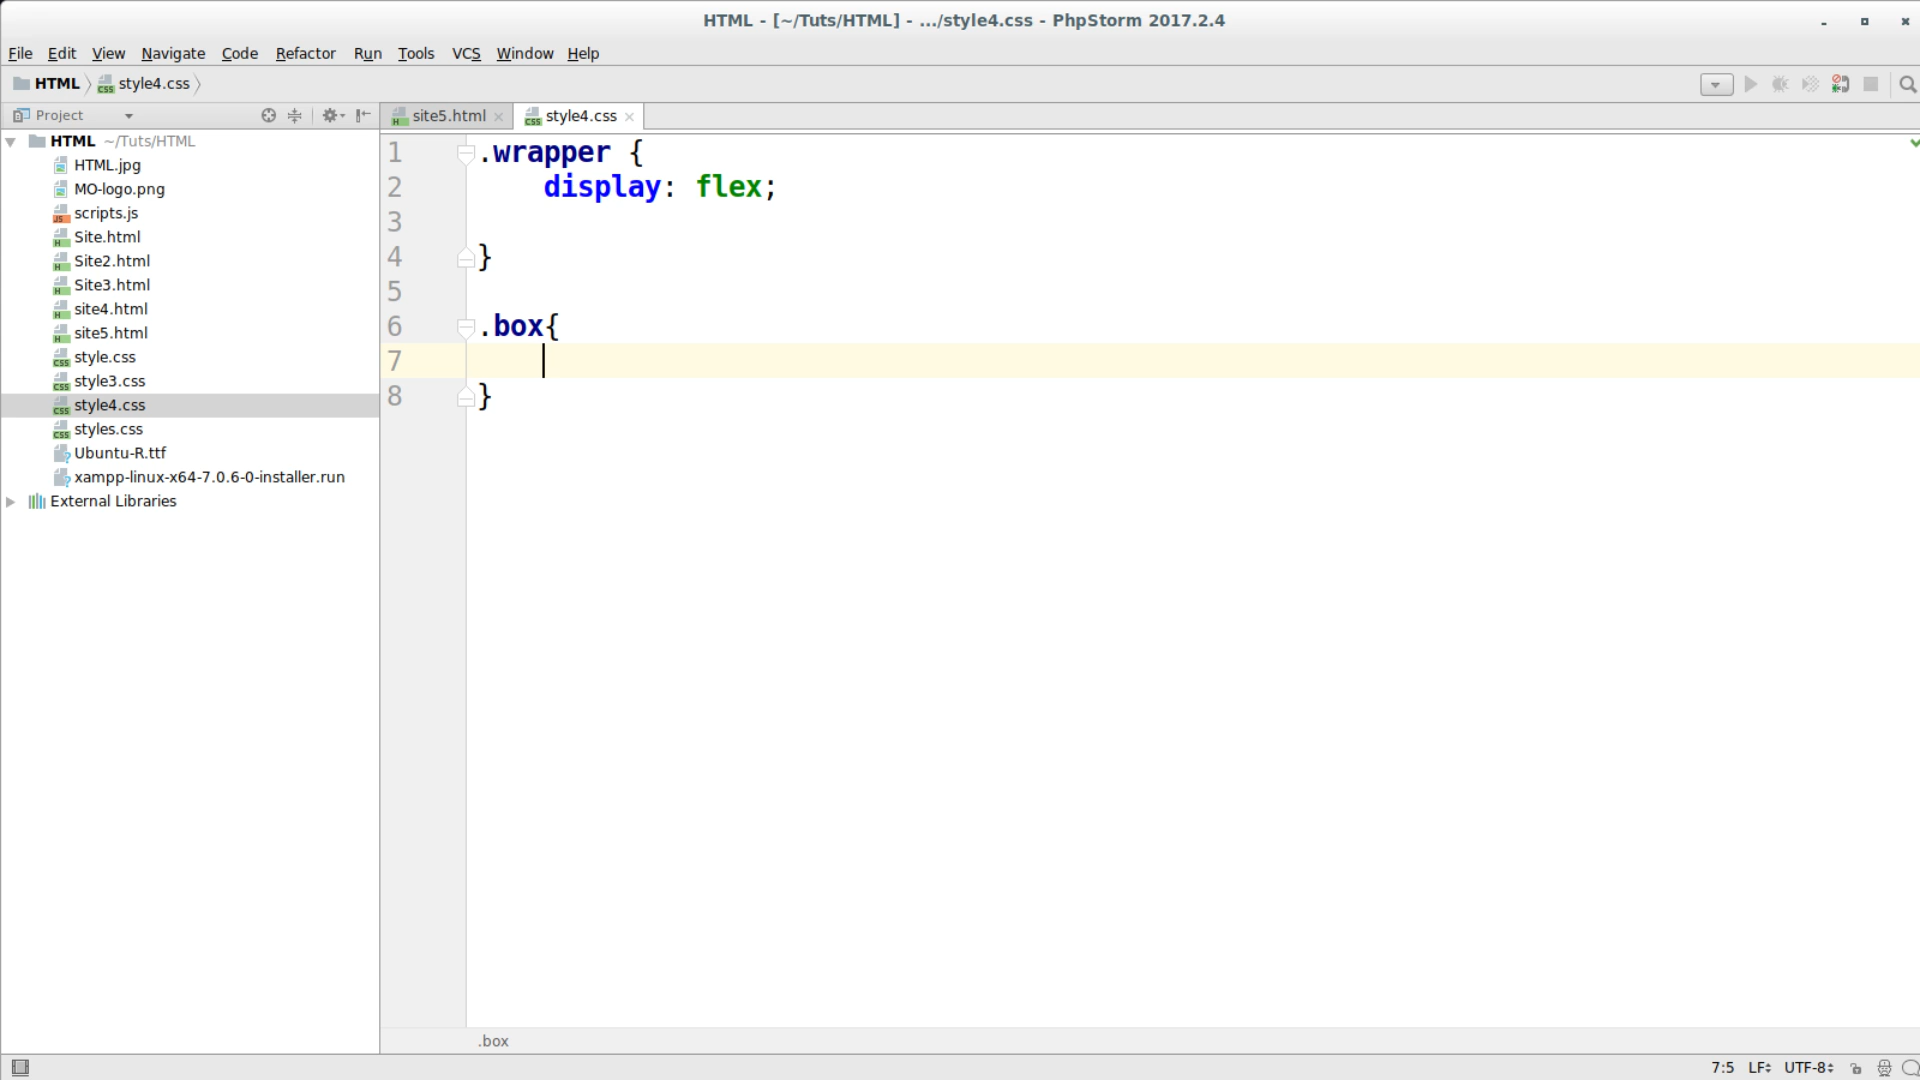 HTML - [~/Tuts/HTML] - .../style4.css - PhpStorm 2017.2.4
File Edit View Navigate Code Refactor Run Tools VCS Window Help
HTML style4.css
Project
site5.html style4.css
HTML ~/Tuts/HTML
HTML.jpg
MO-logo.png
scripts.js
Site.html
Site2.html
Site3.html
site4.html
site5.html
style.css
style3.css
style4.css
styles.css
Ubuntu-R.ttf
xampp-linux-x64-7.0.6-0-installer.run
External Libraries
1 .wrapper {
2 display: flex;
3
4 }
5
6 .box{
7
8 }
.box
7:5 LF UTF-8